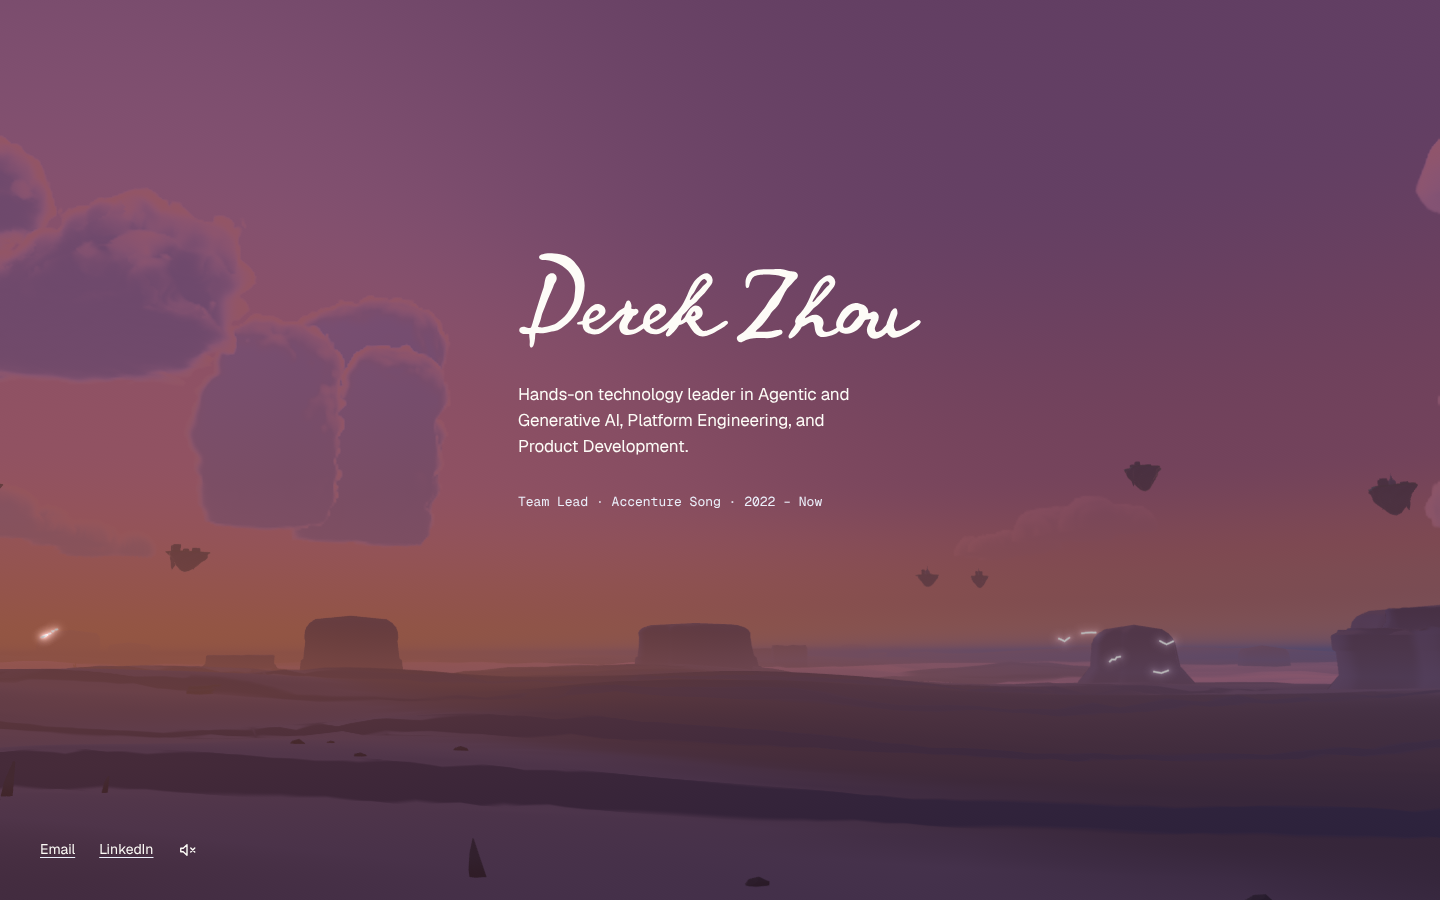 Derek Zhou
Hands-on technology leader in Agentic and
Generative AI, Platform Engineering, and
Product Development.
Team Lead · Accenture Song · 2022 – Now
Email LinkedIn